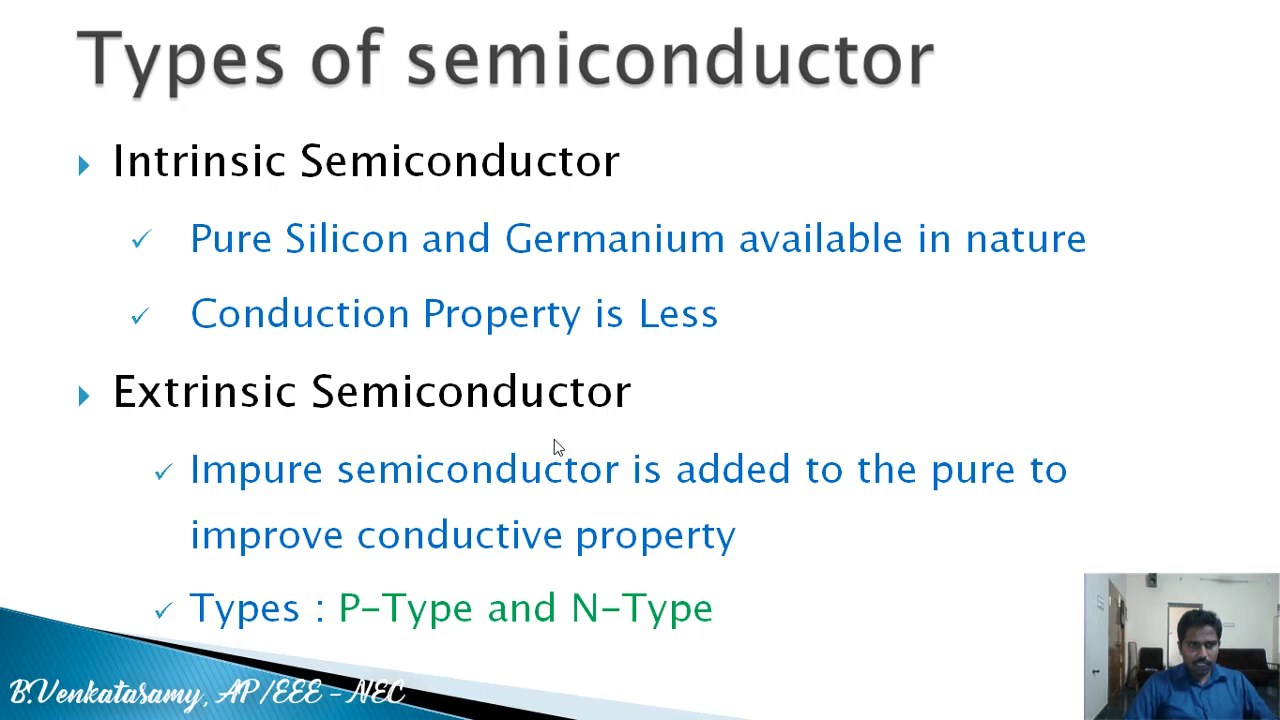 Types of semiconductor
Intrinsic Semiconductor
Pure Silicon and Germanium available in nature
Conduction Property is Less
Extrinsic Semiconductor
Impure semiconductor is added to the pure to
improve conductive property
Types : P-Type and N-Type
B.Venkatasamy, AP/EEE - NEC